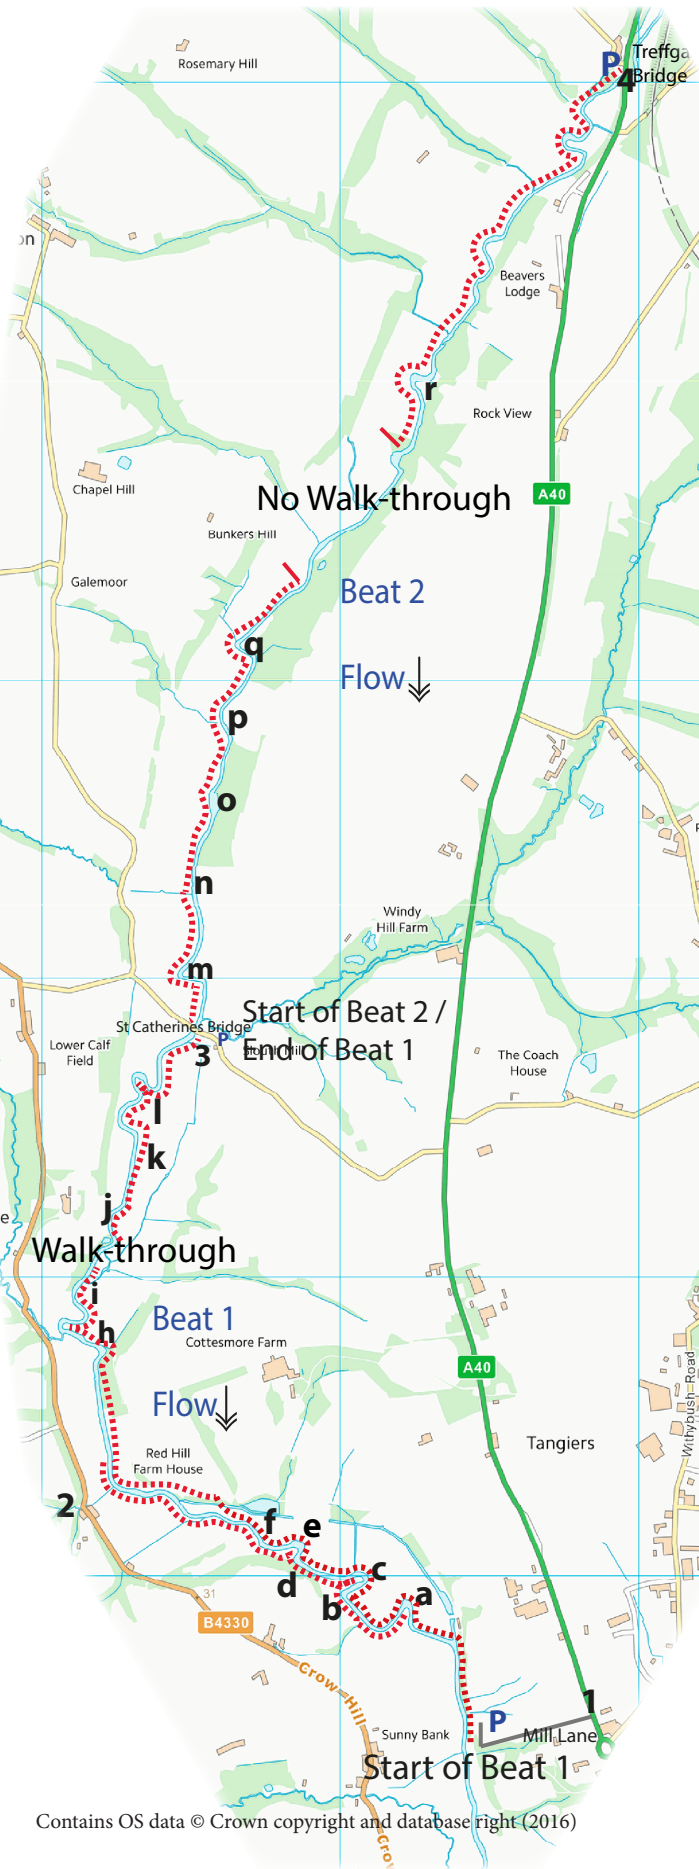 P
Treffga
4
Bridge
Rosemary Hill
on
Beavers
Lodge
r
Rock View
Chapel Hill
No Walk-through
A40
Bunkers Hill
Galemoor
Beat 2
q
Flow
p
o
n
Windy
Hill Farm
m
Start of Beat 2 /
St Catherines Bridge
P
End of Beat 1
3
Lower Calf
Field
The Coach
House
l
k
j
e
Walk-through
i
h
Beat 1
Cottesmore Farm
A40
Flow
Withybush Road
Tangiers
Red Hill
Farm House
2
f
e
c
d
a
b
31
B4330
Crow Hill
1
P
Sunny Bank
Mill Lane
Start of Beat 1
Contains OS data © Crown copyright and database right (2016)
Crow